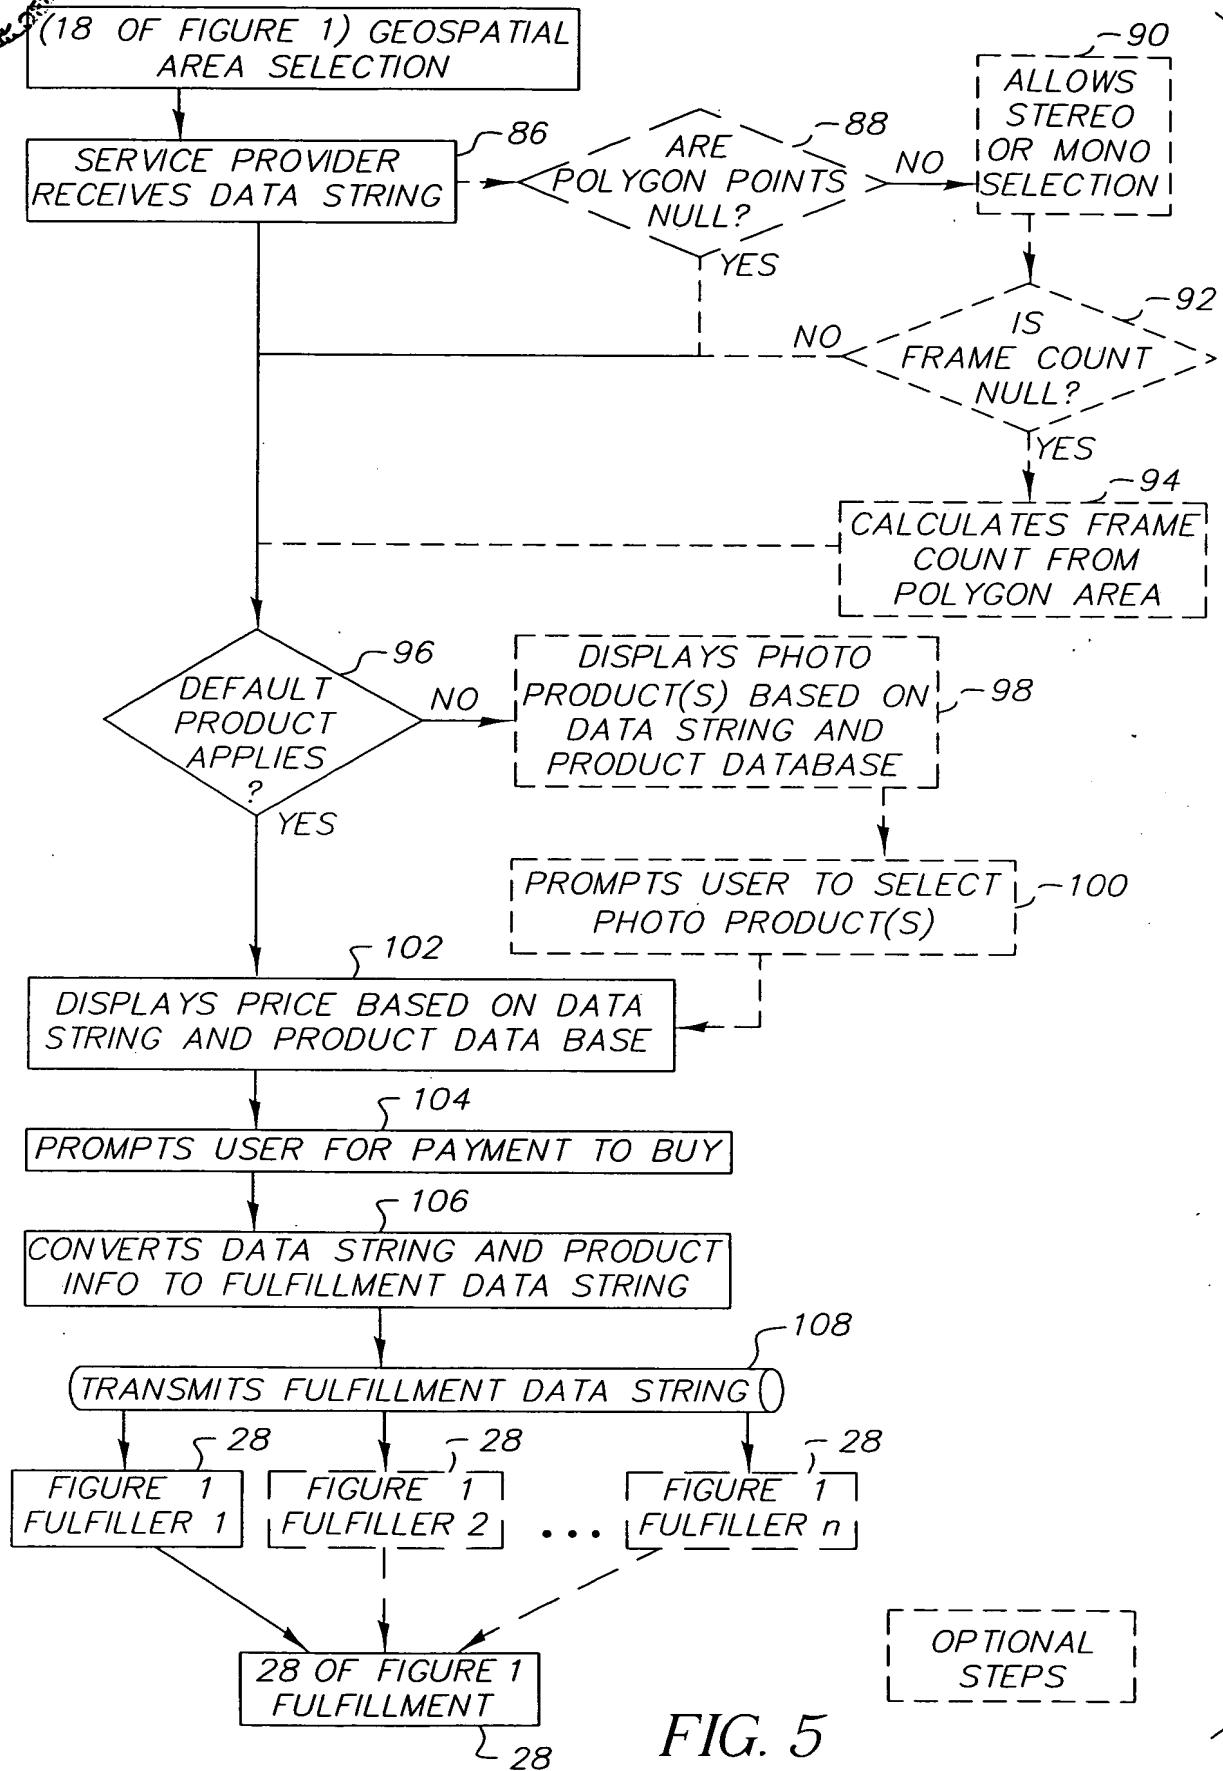 (18 OF FIGURE 1) GEOSPATIAL
AREA SELECTION
86
SERVICE PROVIDER
RECEIVES DATA STRING
88
ARE
POLYGON POINTS
NULL?
NO
YES
90
ALLOWS
STEREO
OR MONO
SELECTION
92
IS
FRAME COUNT
NULL?
NO
YES
94
CALCULATES FRAME
COUNT FROM
POLYGON AREA
96
DEFAULT
PRODUCT
APPLIES
?
NO
YES
DISPLAYS PHOTO
PRODUCT(S) BASED ON
DATA STRING AND
PRODUCT DATABASE
98
PROMPTS USER TO SELECT
PHOTO PRODUCT(S)
100
102
DISPLAYS PRICE BASED ON DATA
STRING AND PRODUCT DATA BASE
104
PROMPTS USER FOR PAYMENT TO BUY
106
CONVERTS DATA STRING AND PRODUCT
INFO TO FULFILLMENT DATA STRING
108
TRANSMITS FULFILLMENT DATA STRING
28
FIGURE 1
FULFILLER 1
28
FIGURE 1
FULFILLER 2
...
28
FIGURE 1
FULFILLER n
28 OF FIGURE 1
FULFILLMENT
28
OPTIONAL
STEPS
FIG. 5